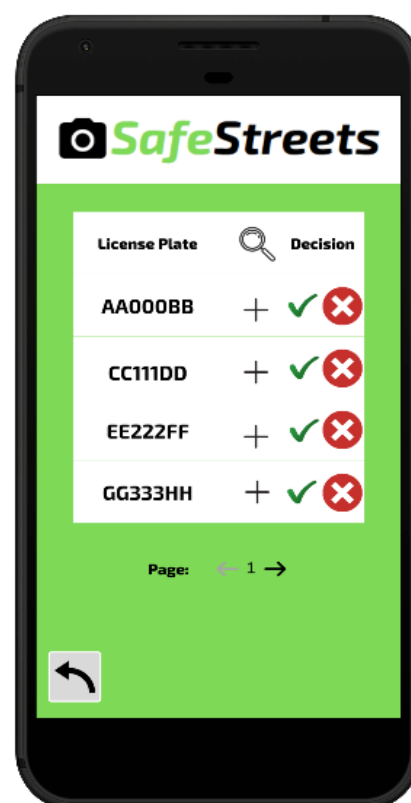 SafeStreets
License Plate Decision
AA000BB
CC111DD
EE222FF
GG333HH
Page: ← 1 →